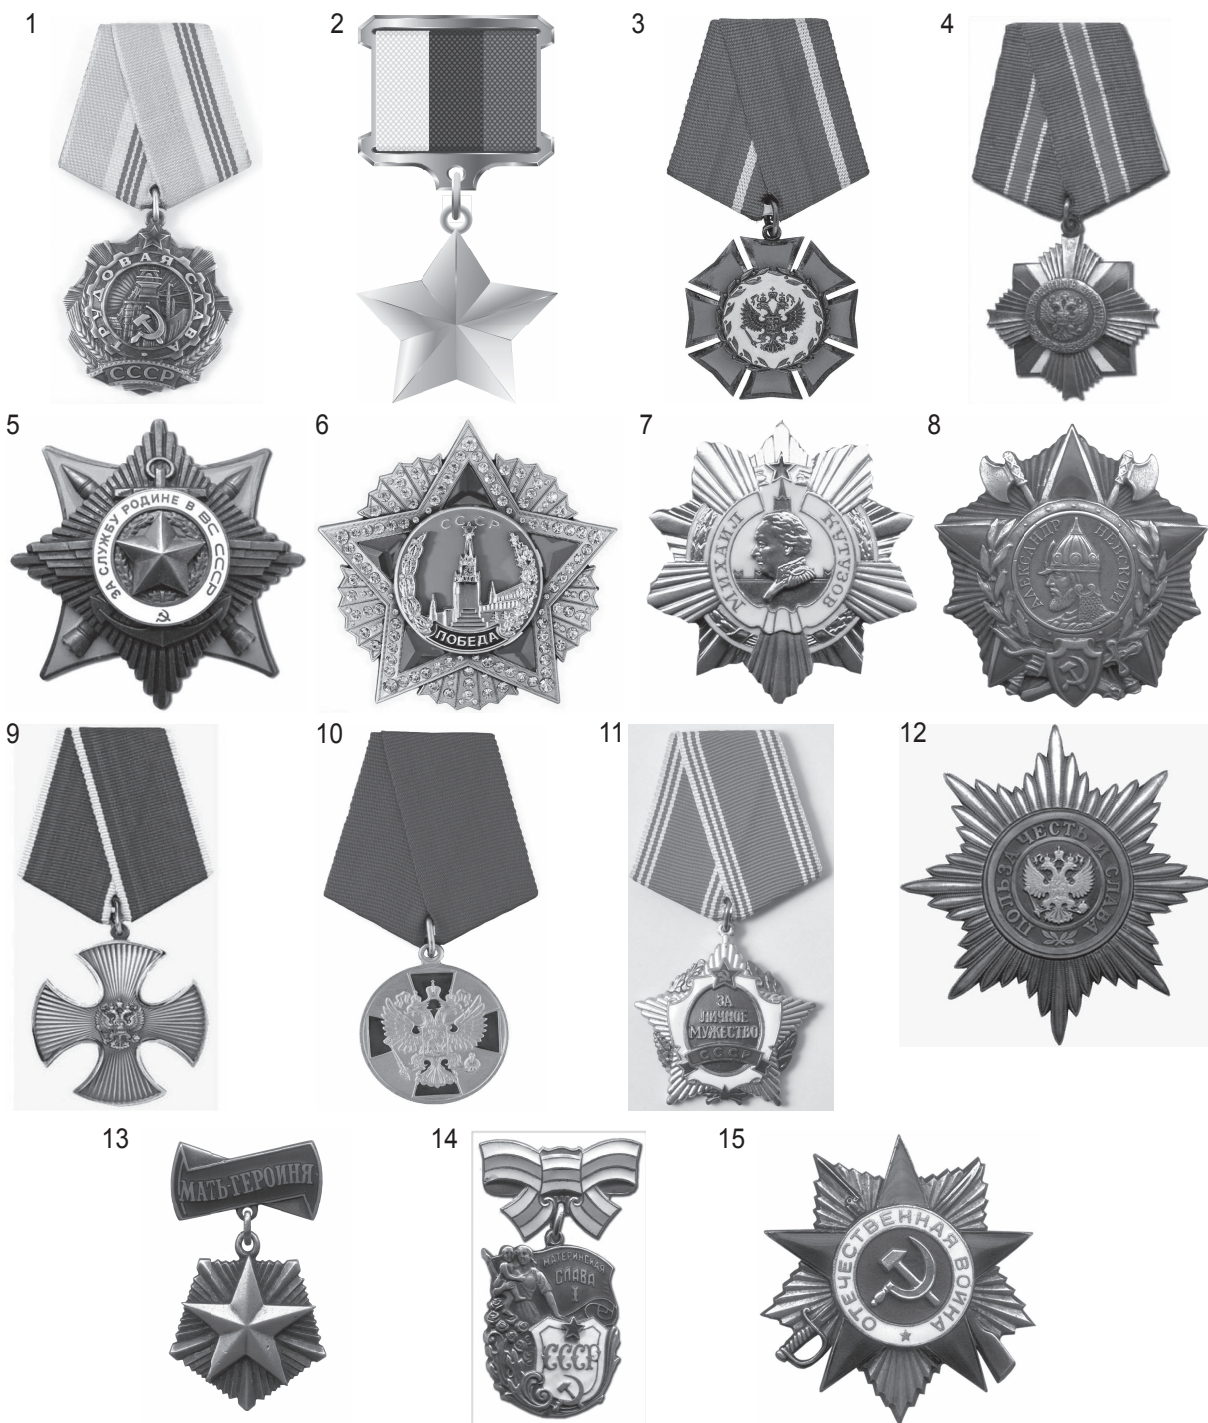 1
2
3
4
ТРУДОВАЯ СЛАВА
СССР
5
6
7
8
ЗА СЛУЖБУ РОДИНЕ В ВС СССР
СССР
ПОБЕДА
МИХАИЛ КУТУЗОВ
АЛЕКСАНДР НЕВСКИЙ
9
10
11
12
ЗА
ЛИЧНОЕ
МУЖЕСТВО
СССР
ПОЛЬЗА ЧЕСТЬ И СЛАВА
13
14
15
МАТЬ-ГЕРОИНЯ
МАТЕРИНСКАЯ
СЛАВА
I
СССР
ОТЕЧЕСТВЕННАЯ ВОЙНА